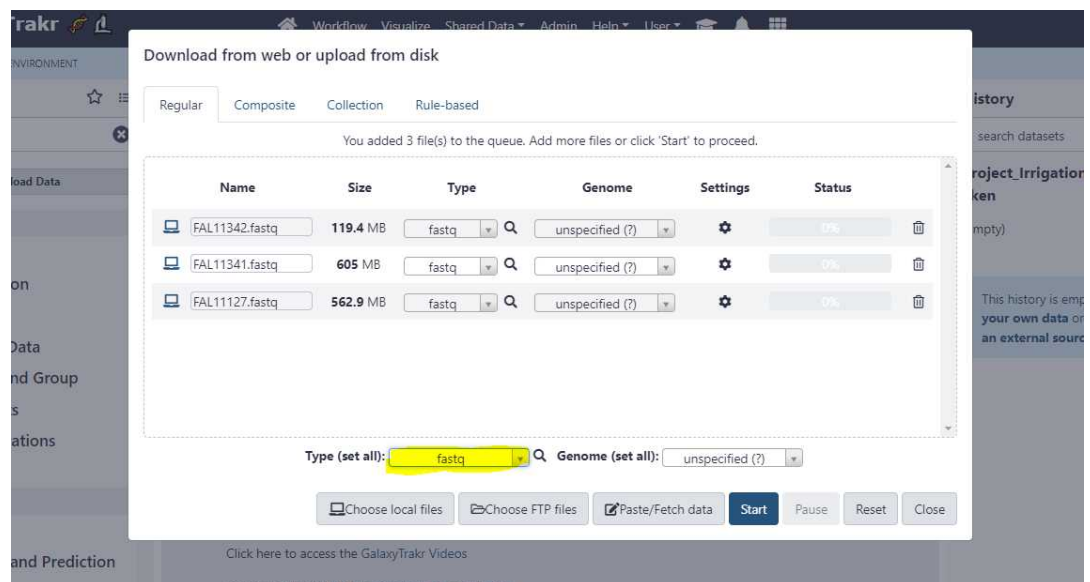 rakr
Workflow Visualize Shared Data Admin Help User
NVIRONMENT
Download from web or upload from disk
Regular Composite Collection Rule-based
istory
You added 3 file(s) to the queue. Add more files or click 'Start' to proceed.
search datasets
load Data
roject_Irrigation
ken
Name Size Type Genome Settings Status
mpty)
FAL11342.fastq 119.4 MB fastq unspecified (?) 0%
FAL11341.fastq 605 MB fastq unspecified (?) 0%
on
FAL11127.fastq 562.9 MB fastq unspecified (?) 0%
This history is emp
your own data or
an external sourc
Data
nd Group
s
ations
Type (set all): fastq Genome (set all): unspecified (?)
Choose local files Choose FTP files Paste/Fetch data Start Pause Reset Close
Click here to access the GalaxyTrakr Videos
and Prediction